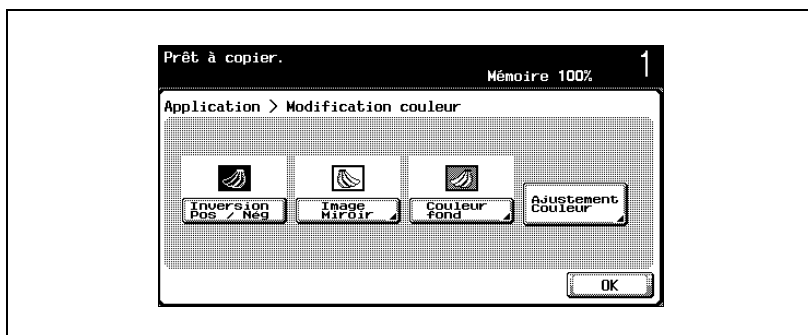 Prêt à copier.
Mémoire 100%
1
Application > Modification couleur
Inversion
Pos / Nég
Image
Miroir
Couleur
fond
Ajustement
Couleur
OK